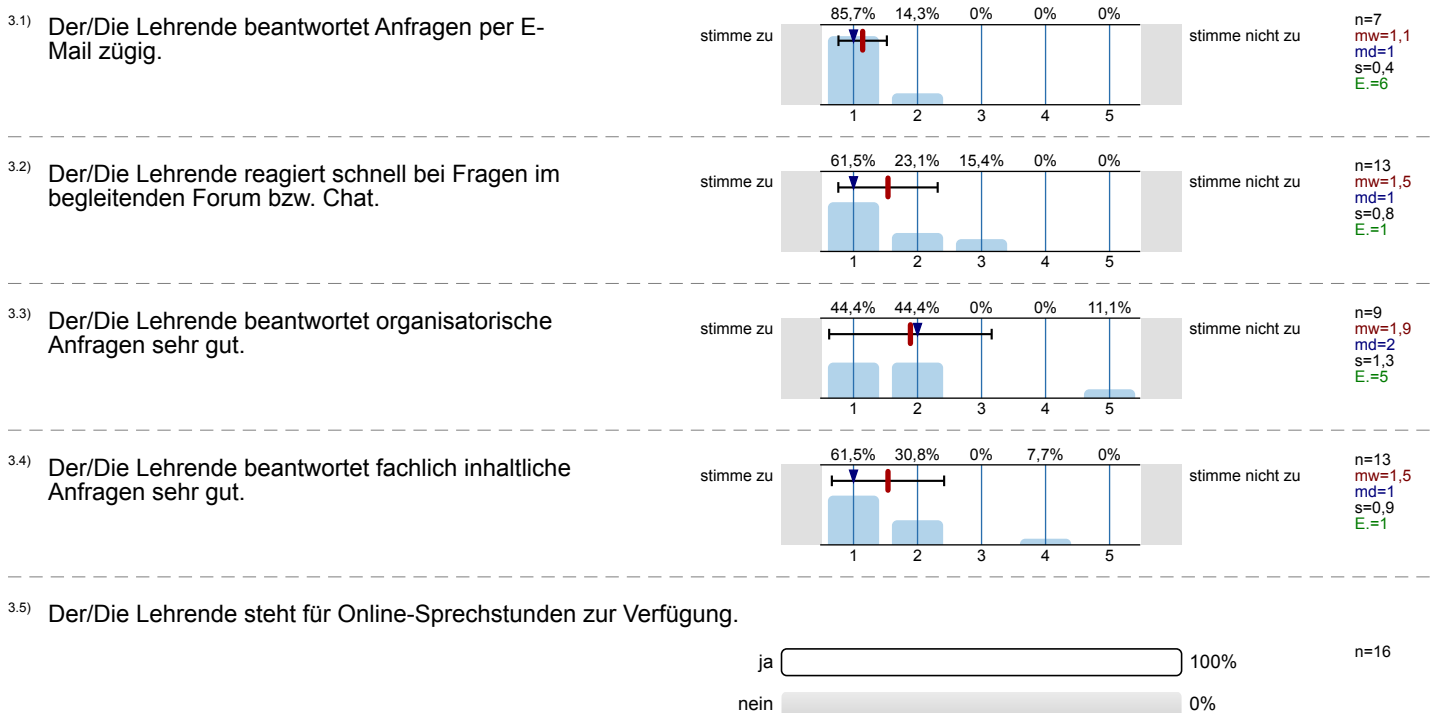 3.1) Der/Die Lehrende beantwortet Anfragen per E-
Mail zügig.
stimme zu
85,7% 14,3% 0% 0% 0%
1 2 3 4 5
stimme nicht zu
n=7
mw=1,1
md=1
s=0,4
E.=6
3.2) Der/Die Lehrende reagiert schnell bei Fragen im
begleitenden Forum bzw. Chat.
stimme zu
61,5% 23,1% 15,4% 0% 0%
1 2 3 4 5
stimme nicht zu
n=13
mw=1,5
md=1
s=0,8
E.=1
3.3) Der/Die Lehrende beantwortet organisatorische
Anfragen sehr gut.
stimme zu
44,4% 44,4% 0% 0% 11,1%
1 2 3 4 5
stimme nicht zu
n=9
mw=1,9
md=2
s=1,3
E.=5
3.4) Der/Die Lehrende beantwortet fachlich inhaltliche
Anfragen sehr gut.
stimme zu
61,5% 30,8% 0% 7,7% 0%
1 2 3 4 5
stimme nicht zu
n=13
mw=1,5
md=1
s=0,9
E.=1
3.5) Der/Die Lehrende steht für Online-Sprechstunden zur Verfügung.
ja 100% n=16
nein 0%